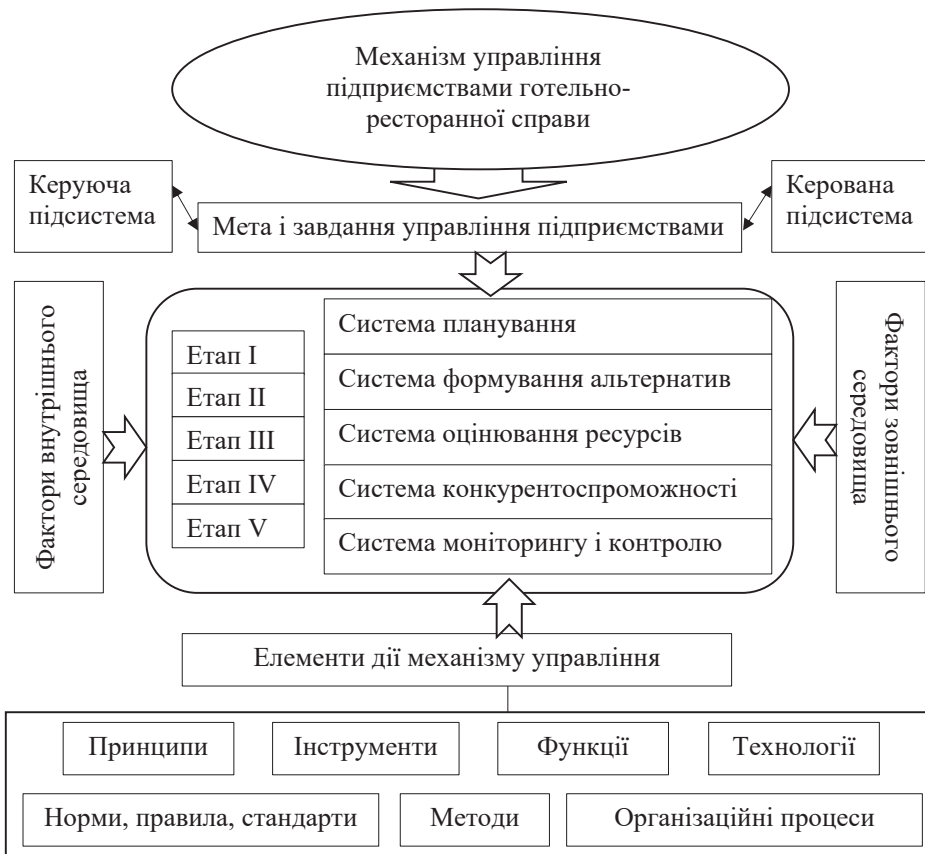 Механізм управління
підприємствами готельно-
ресторанної справи
Керуюча
підсистема
Керована
підсистема
Мета і завдання управління підприємствами
Фактори внутрішнього
середовища
Етап I
Етап II
Етап III
Етап IV
Етап V
Система планування
Система формування альтернатив
Система оцінювання ресурсів
Система конкурентоспроможності
Система моніторингу і контролю
Фактори зовнішнього
середовища
Елементи дії механізму управління
Принципи
Інструменти
Функції
Технології
Норми, правила, стандарти
Методи
Організаційні процеси